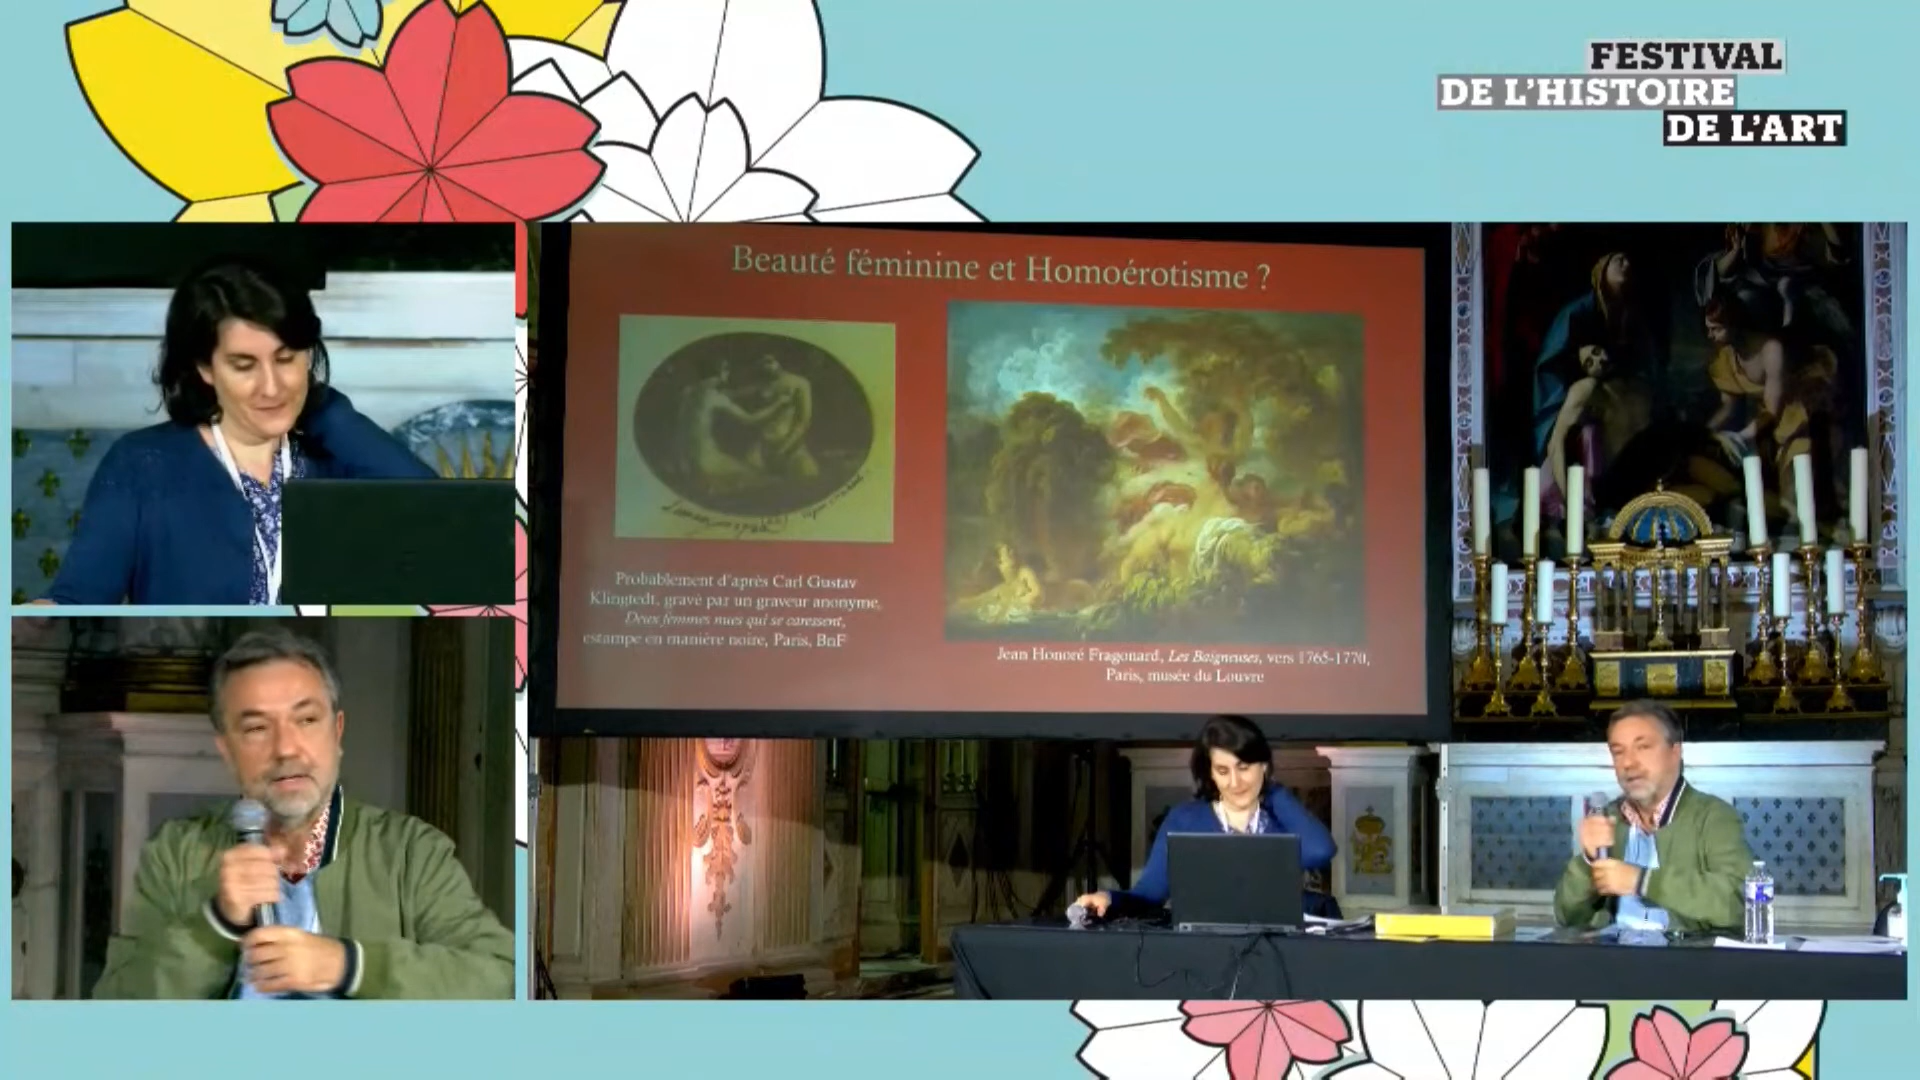 FESTIVAL
DE L'HISTOIRE
DE L'ART
Beauté féminine et Homoérotisme ?
Probablement d'après Carl Gustav
Klingtedt, gravé par un graveur anonyme,
Deux femmes nues qui se caressent,
estampe en manière noire, Paris, BnF
Jean Honoré Fragonard, Les Baigneuses, vers 1765-1770,
Paris, musée du Louvre